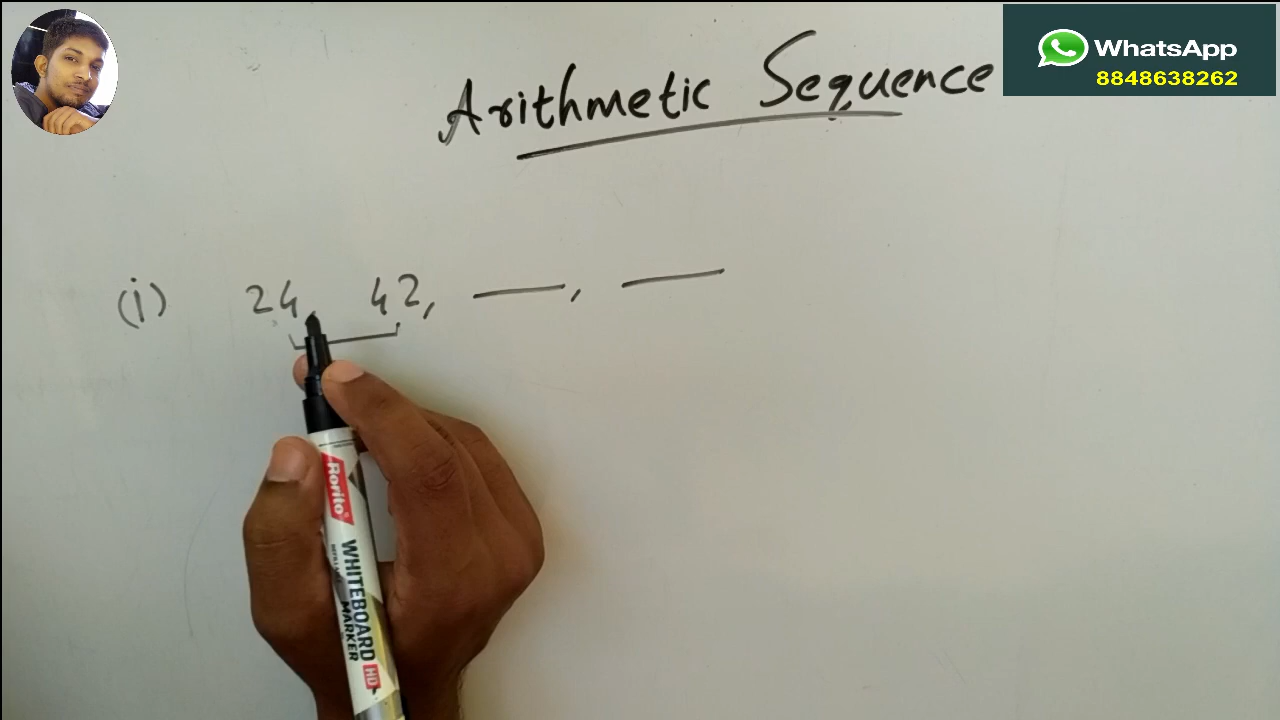 Arithmetic Sequence
WhatsApp
8848638262
(i) 24, 42, ___, ___
Rorito
WHITEBOARD
MARKER
HD